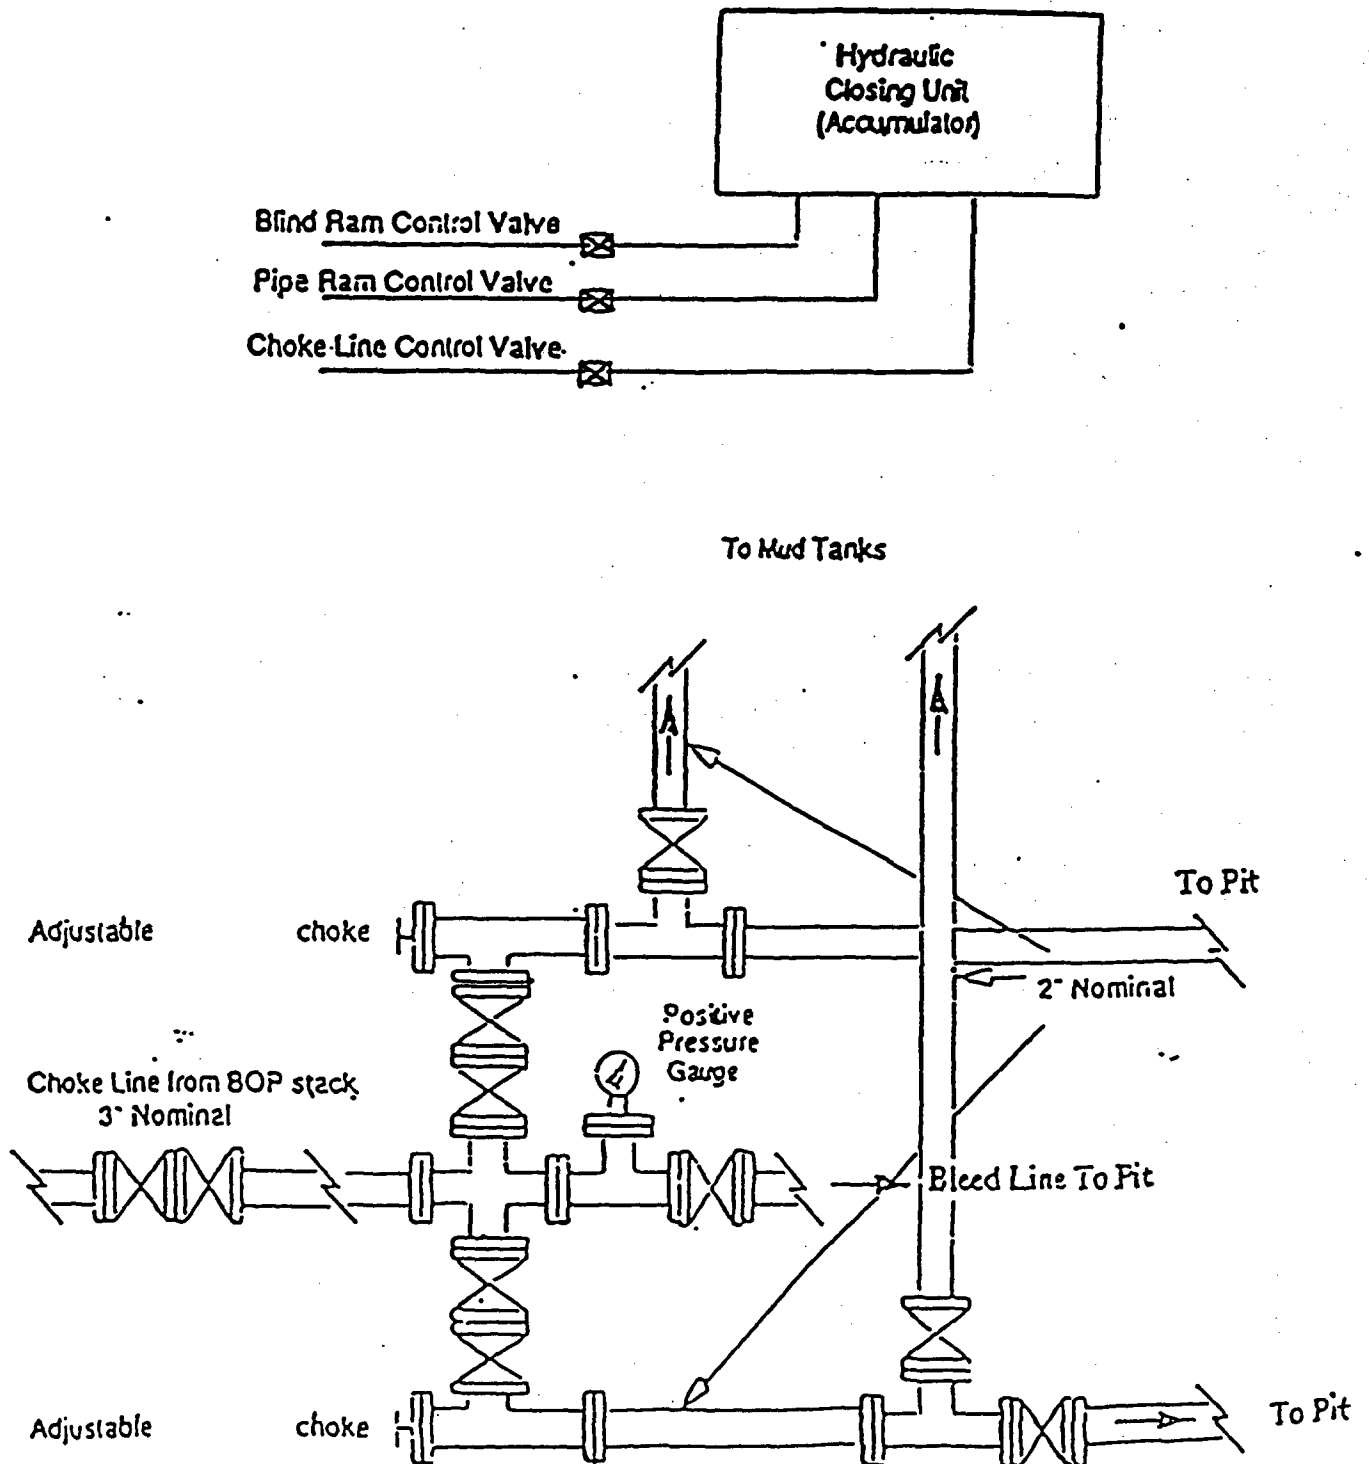 Hydraulic
Closing Unit
(Accumulator)
Blind Ram Control Valve
Pipe Ram Control Valve
Choke Line Control Valve
To Mud Tanks
To Pit
Adjustable choke
2" Nominal
Positive
Pressure
Gauge
Choke Line from BOP stack
3" Nominal
Bleed Line To Pit
Adjustable choke
To Pit